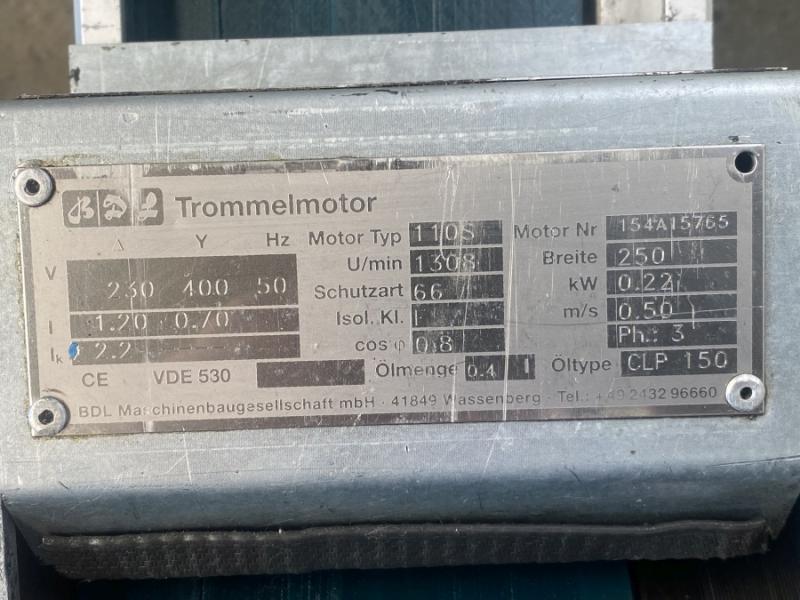 BDL Trommelmotor
Δ Y Hz
V 230 400 50
I 1.20 0.70
Iₖ 2.2
CE VDE 530
Motor Typ 110S
U/min 1308
Schutzart 66
Isol. Kl. F
cos φ 0.8
Ölmenge 0.4 l
Motor Nr 154A15765
Breite 250
kW 0.22
m/s 0.50
Ph.: 3
Öltype CLP 150
BDL Maschinenbaugesellschaft mbH · 41849 Wassenberg · Tel.: +49 2432 96660